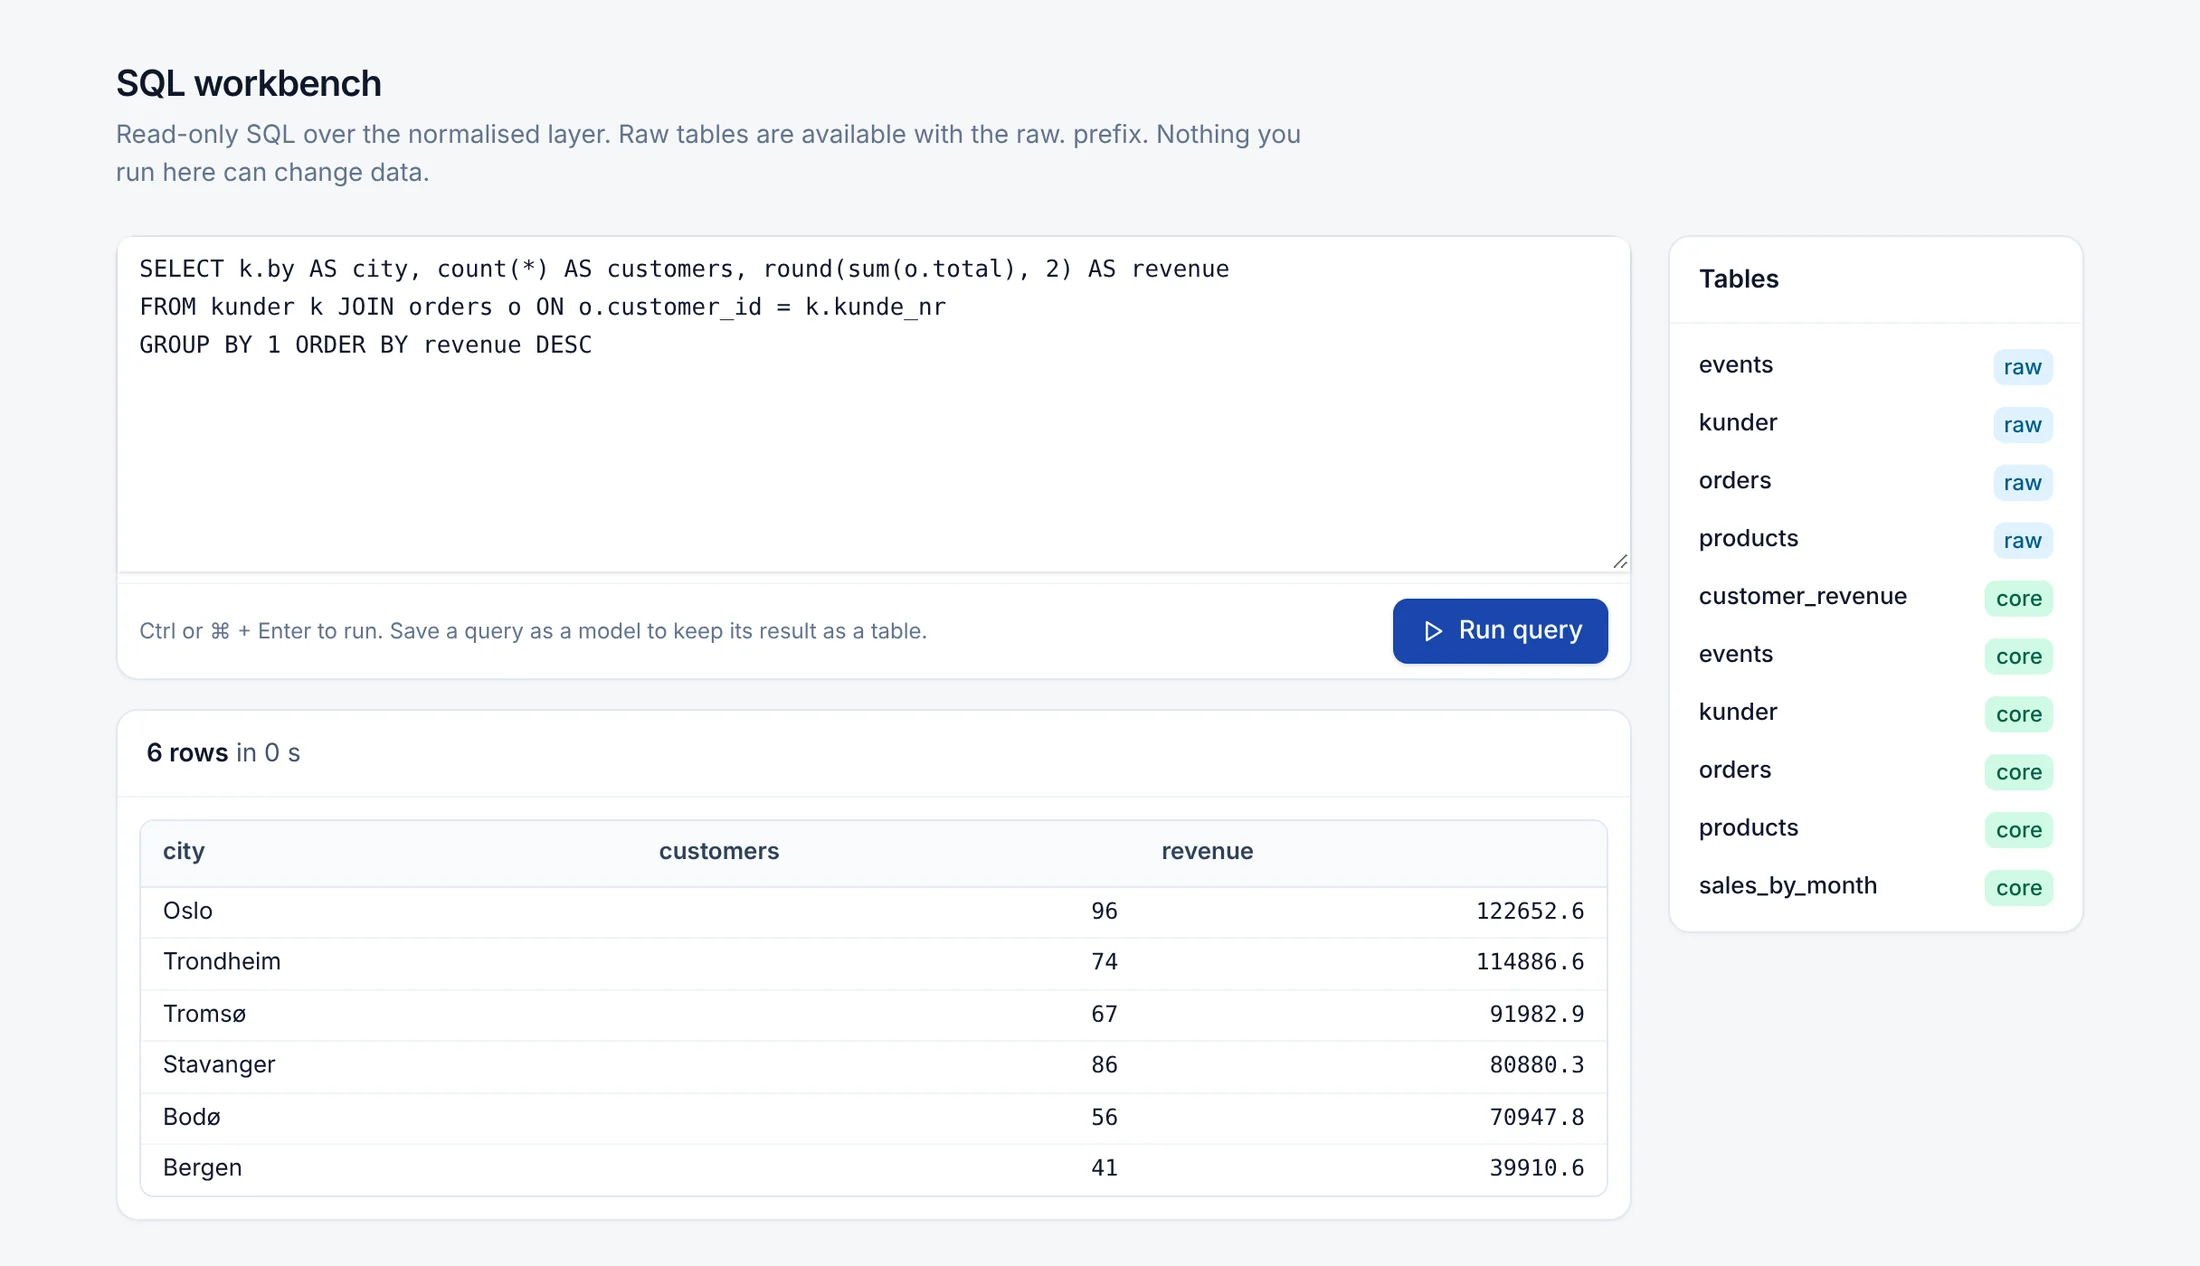 SQL workbench
Read-only SQL over the normalised layer. Raw tables are available with the raw. prefix. Nothing you
run here can change data.
SELECT k.by AS city, count(*) AS customers, round(sum(o.total), 2) AS revenue
FROM kunder k JOIN orders o ON o.customer_id = k.kunde_nr
GROUP BY 1 ORDER BY revenue DESC
Ctrl or ⌘ + Enter to run. Save a query as a model to keep its result as a table.
Run query
6 rows in 0 s
city customers revenue
Oslo 96 122652.6
Trondheim 74 114886.6
Tromsø 67 91982.9
Stavanger 86 80880.3
Bodø 56 70947.8
Bergen 41 39910.6
Tables
events raw
kunder raw
orders raw
products raw
customer_revenue core
events core
kunder core
orders core
products core
sales_by_month core